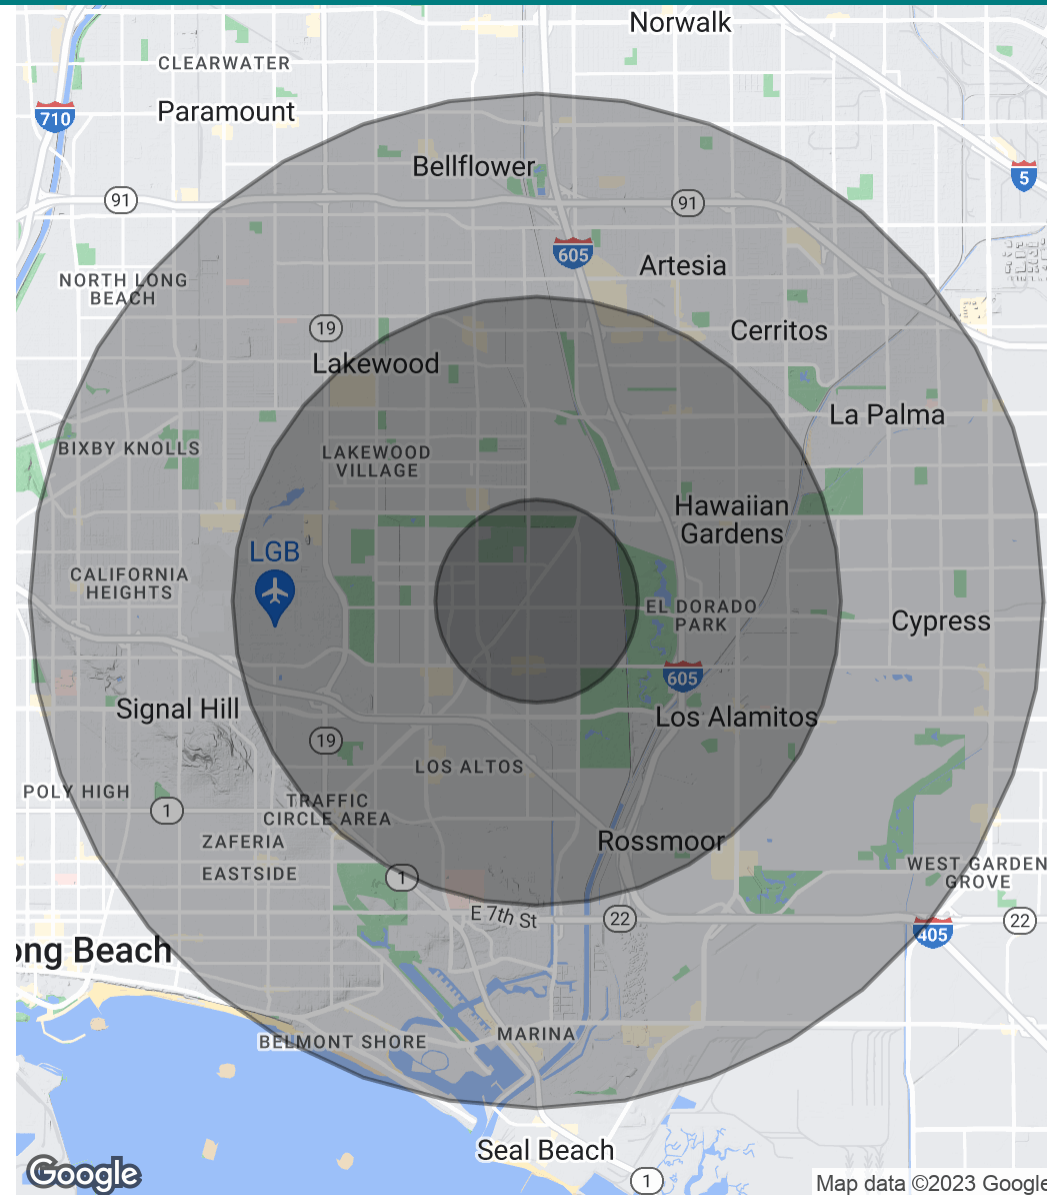 Norwalk
CLEARWATER
Paramount
710
Bellflower
5
91
91
605
Artesia
NORTH LONG
BEACH
19
Cerritos
Lakewood
La Palma
BIXBY KNOLLS
LAKEWOOD
VILLAGE
Hawaiian
Gardens
LGB
CALIFORNIA
HEIGHTS
EL DORADO
PARK
Cypress
605
Signal Hill
Los Alamitos
19
LOS ALTOS
POLY HIGH
1
TRAFFIC
CIRCLE AREA
ZAFERIA
Rossmoor
EASTSIDE
1
WEST GARDEN
GROVE
E 7th St
22
22
405
ong Beach
BELMONT SHORE
MARINA
Seal Beach
Google
1
Map data ©2023 Google